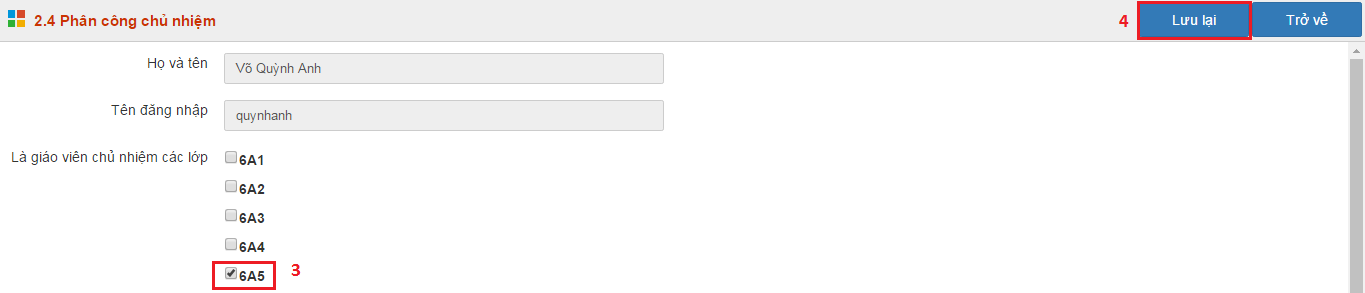 2.4 Phân công chủ nhiệm 4 Lưu lại Trở về
Họ và tên Võ Quỳnh Anh
Tên đăng nhập quynhanh
Là giáo viên chủ nhiệm các lớp 6A1
6A2
6A3
6A4
6A5 3